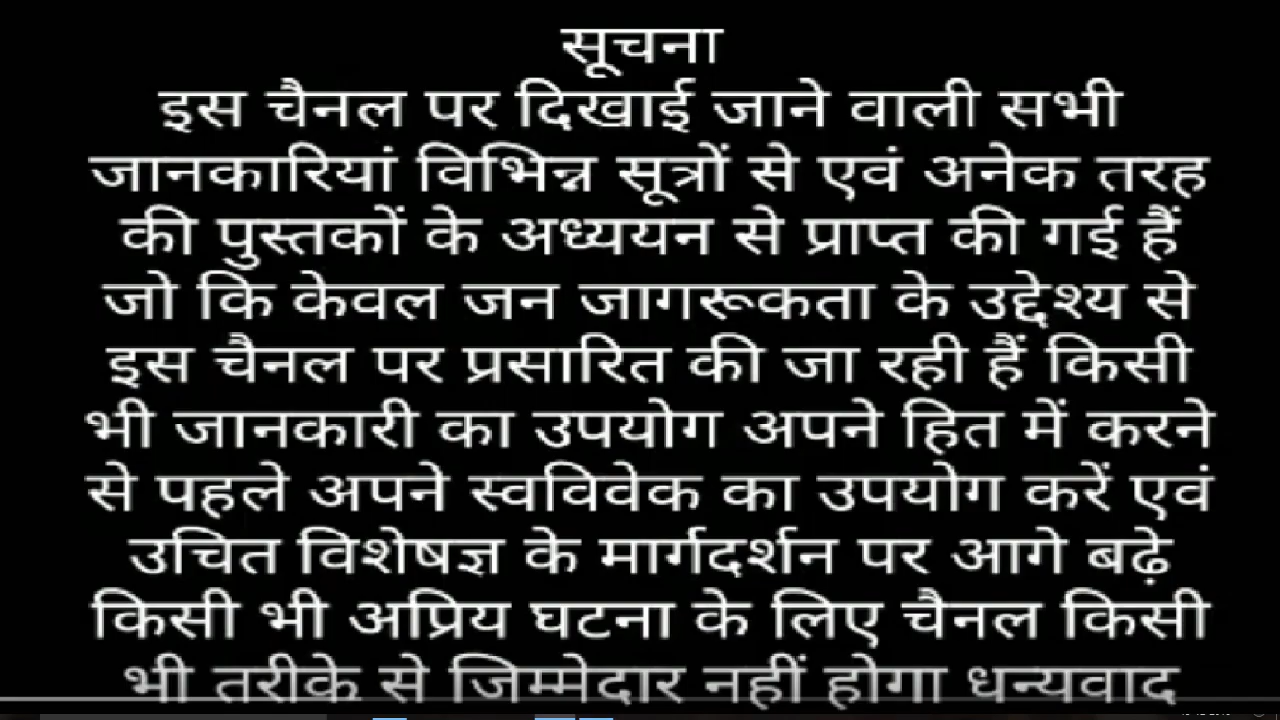 सूचना
इस चैनल पर दिखाई जाने वाली सभी
जानकारियां विभिन्न सूत्रों से एवं अनेक तरह
की पुस्तकों के अध्ययन से प्राप्त की गई हैं
जो कि केवल जन जागरूकता के उद्देश्य से
इस चैनल पर प्रसारित की जा रही हैं किसी
भी जानकारी का उपयोग अपने हित में करने
से पहले अपने स्वविवेक का उपयोग करें एवं
उचित विशेषज्ञ के मार्गदर्शन पर आगे बढ़े
किसी भी अप्रिय घटना के लिए चैनल किसी
भी तरीके से जिम्मेदार नहीं होगा धन्यवाद